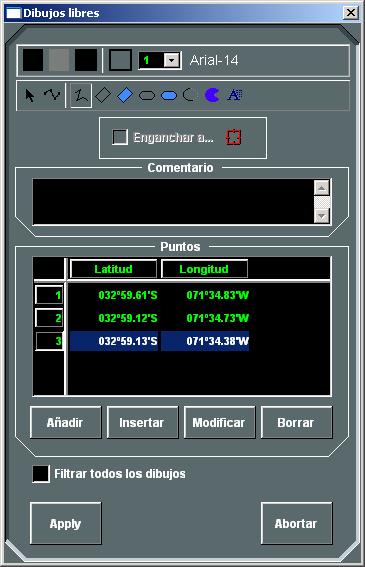 Dibujos libres
1 Arial-14
A
Enganchar a...
Comentario
Puntos
Latitud Longitud
1 032°59.61'S 071°34.83'W
2 032°59.12'S 071°34.73'W
3 032°59.13'S 071°34.38'W
Añadir Insertar Modificar Borrar
Filtrar todos los dibujos
Apply Abortar